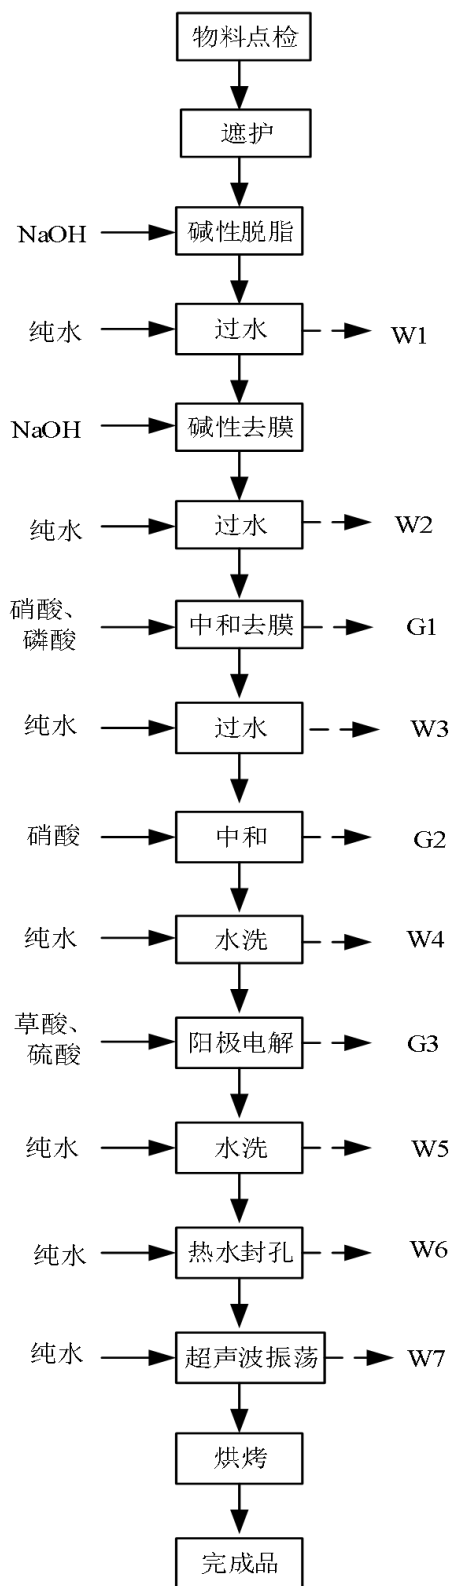 物料点检
遮护
NaOH
碱性脱脂
纯水
过水
W1
NaOH
碱性去膜
纯水
过水
W2
硝酸、
磷酸
中和去膜
G1
纯水
过水
W3
硝酸
中和
G2
纯水
水洗
W4
草酸、
硫酸
阳极电解
G3
纯水
水洗
W5
纯水
热水封孔
W6
纯水
超声波振荡
W7
烘烤
完成品